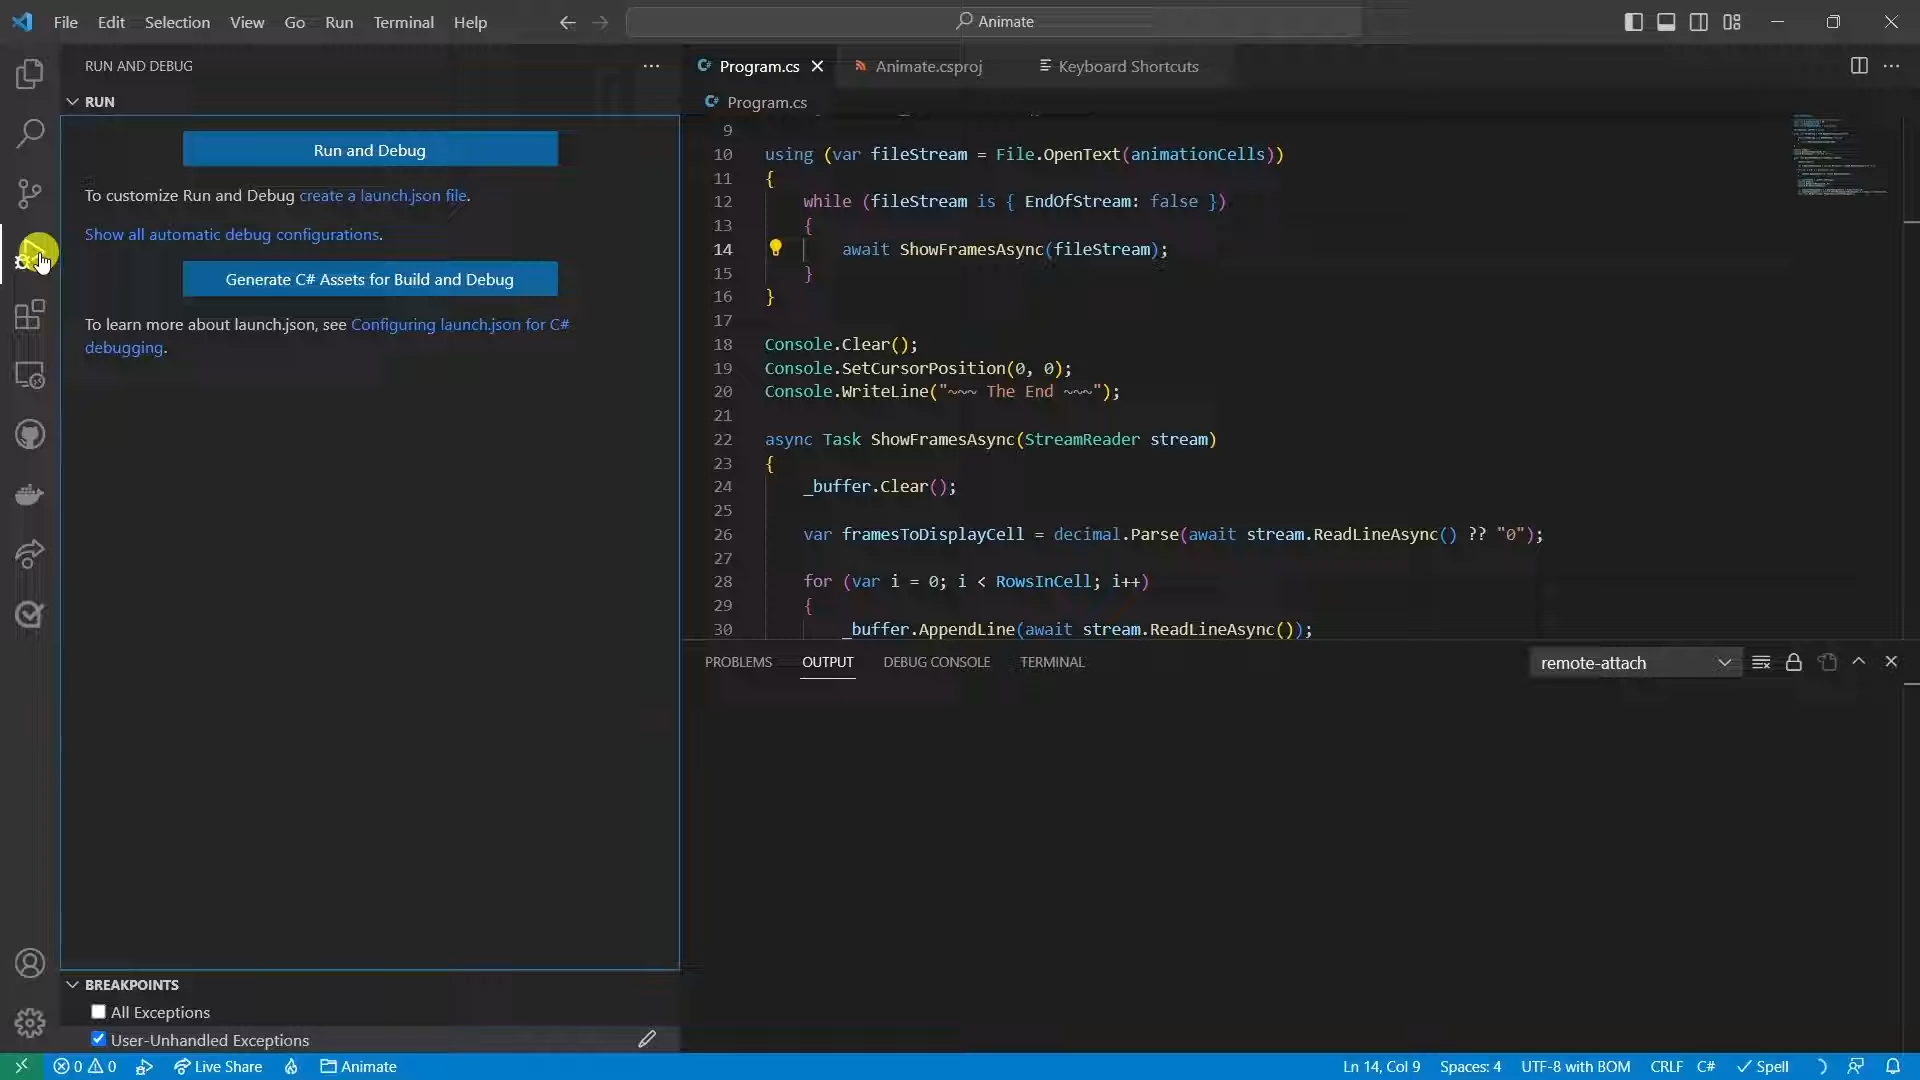 File Edit Selection View Go Run Terminal Help
Animate
RUN AND DEBUG
RUN
Run and Debug
To customize Run and Debug create a launch.json file.
Show all automatic debug configurations.
Generate C# Assets for Build and Debug
To learn more about launch.json, see Configuring launch.json for C#
debugging.
BREAKPOINTS
All Exceptions
User-Unhandled Exceptions
Program.cs Animate.csproj Keyboard Shortcuts
Program.cs
9
10 using (var fileStream = File.OpenText(animationCells))
11 {
12 while (fileStream is { EndOfStream: false })
13 {
14 await ShowFramesAsync(fileStream);
15 }
16 }
17
18 Console.Clear();
19 Console.SetCursorPosition(0, 0);
20 Console.WriteLine("~~~ The End ~~~");
21
22 async Task ShowFramesAsync(StreamReader stream)
23 {
24 _buffer.Clear();
25
26 var framesToDisplayCell = decimal.Parse(await stream.ReadLineAsync() ?? "0");
27
28 for (var i = 0; i < RowsInCell; i++)
29 {
30 _buffer.AppendLine(await stream.ReadLineAsync());
PROBLEMS OUTPUT DEBUG CONSOLE TERMINAL
remote-attach
0 0 Live Share Animate
Ln 14, Col 9 Spaces: 4 UTF-8 with BOM CRLF C# Spell